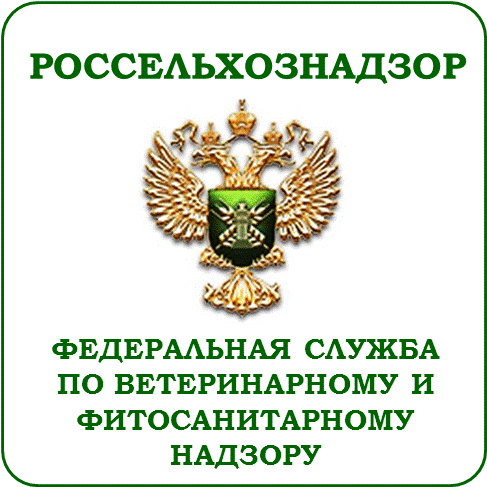 РОССЕЛЬХОЗНАДЗОР
ФЕДЕРАЛЬНАЯ СЛУЖБА
ПО ВЕТЕРИНАРНОМУ И
ФИТОСАНИТАРНОМУ
НАДЗОРУ